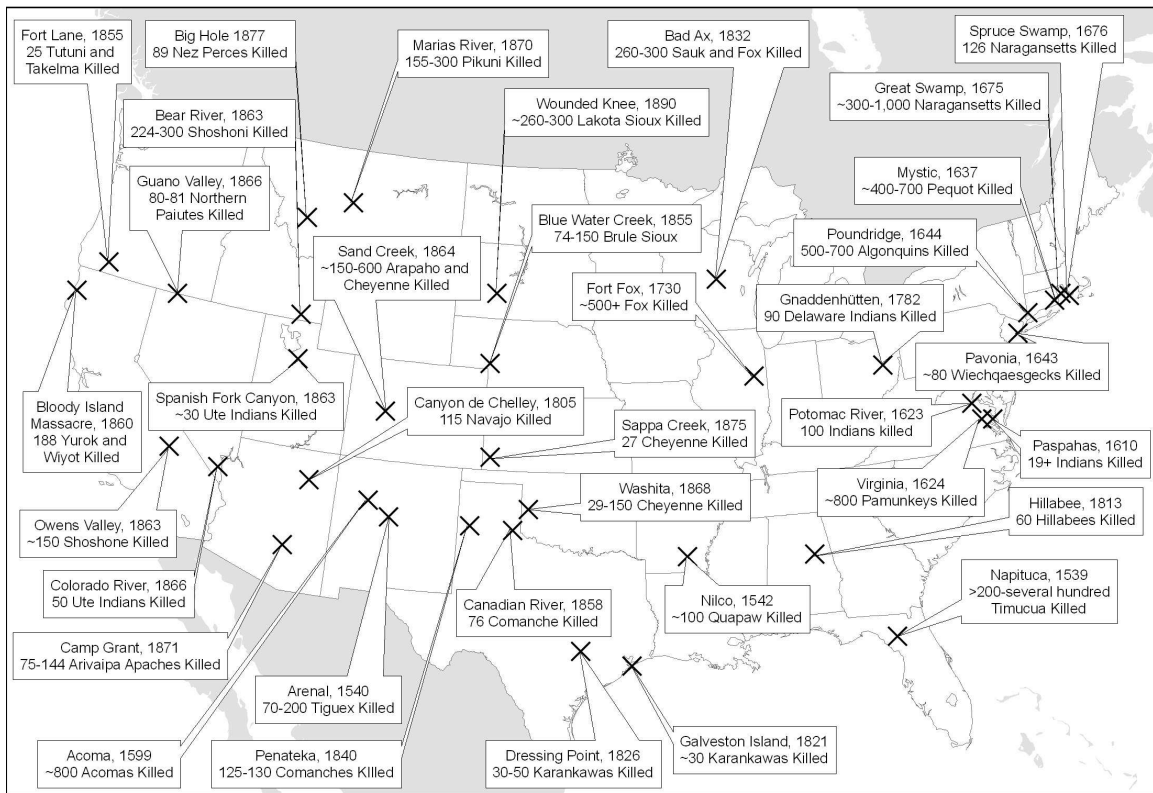 Fort Lane, 1855
25 Tututni and
Takelma Killed
Big Hole 1877
89 Nez Perces Killed
Marias River, 1870
155-300 Pikuni Killed
Bad Ax, 1832
260-300 Sauk and Fox Killed
Spruce Swamp, 1676
126 Naragansetts Killed
Great Swamp, 1675
~300-1,000 Naragansetts Killed
Bear River, 1863
224-300 Shoshoni Killed
Wounded Knee, 1890
~260-300 Lakota Sioux Killed
Guano Valley, 1866
80-81 Northern
Paiutes Killed
Mystic, 1637
~400-700 Pequot Killed
Blue Water Creek, 1855
74-150 Brule Sioux
Sand Creek, 1864
~150-600 Arapaho and
Cheyenne Killed
Poundridge, 1644
500-700 Algonquins Killed
Fort Fox, 1730
~500+ Fox Killed
Gnaddenhütten, 1782
90 Delaware Indians Killed
Pavonia, 1643
~80 Wiechqaesgecks Killed
Bloody Island
Massacre, 1860
188 Yurok and
Wiyot Killed
Spanish Fork Canyon, 1863
~30 Ute Indians Killed
Canyon de Chelley, 1805
115 Navajo Killed
Sappa Creek, 1875
27 Cheyenne Killed
Potomac River, 1623
100 Indians killed
Paspahas, 1610
19+ Indians Killed
Virginia, 1624
~800 Pamunkeys Killed
Washita, 1868
29-150 Cheyenne Killed
Hillabee, 1813
60 Hillabees Killed
Owens Valley, 1863
~150 Shoshone Killed
Colorado River, 1866
50 Ute Indians Killed
Canadian River, 1858
76 Comanche Killed
Nilco, 1542
~100 Quapaw Killed
Napituca, 1539
>200-several hundred
Timucua Killed
Camp Grant, 1871
75-144 Arivaipa Apaches Killed
Arenal, 1540
70-200 Tiguex Killed
Acoma, 1599
~800 Acomas Killed
Penateka, 1840
125-130 Comanches KIlled
Dressing Point, 1826
30-50 Karankawas Killed
Galveston Island, 1821
~30 Karankawas Killed